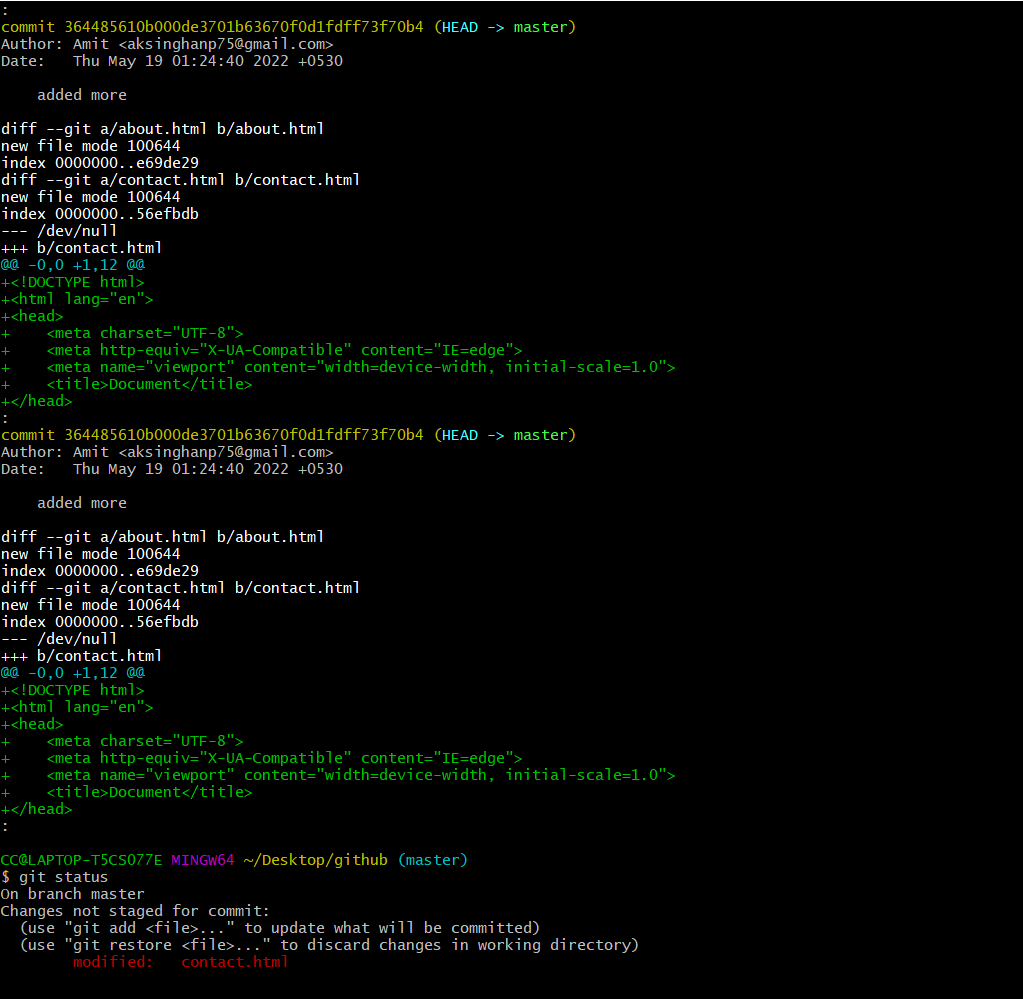 :
commit 364485610b000de3701b63670f0d1fdff73f70b4 (HEAD -> master)
Author: Amit <aksinghanp75@gmail.com>
Date:   Thu May 19 01:24:40 2022 +0530

    added more

diff --git a/about.html b/about.html
new file mode 100644
index 0000000..e69de29
diff --git a/contact.html b/contact.html
new file mode 100644
index 0000000..56efbdb
--- /dev/null
+++ b/contact.html
@@ -0,0 +1,12 @@
+<!DOCTYPE html>
+<html lang="en">
+<head>
+    <meta charset="UTF-8">
+    <meta http-equiv="X-UA-Compatible" content="IE=edge">
+    <meta name="viewport" content="width=device-width, initial-scale=1.0">
+    <title>Document</title>
+</head>
:
commit 364485610b000de3701b63670f0d1fdff73f70b4 (HEAD -> master)
Author: Amit <aksinghanp75@gmail.com>
Date:   Thu May 19 01:24:40 2022 +0530

    added more

diff --git a/about.html b/about.html
new file mode 100644
index 0000000..e69de29
diff --git a/contact.html b/contact.html
new file mode 100644
index 0000000..56efbdb
--- /dev/null
+++ b/contact.html
@@ -0,0 +1,12 @@
+<!DOCTYPE html>
+<html lang="en">
+<head>
+    <meta charset="UTF-8">
+    <meta http-equiv="X-UA-Compatible" content="IE=edge">
+    <meta name="viewport" content="width=device-width, initial-scale=1.0">
+    <title>Document</title>
+</head>
:

CC@LAPTOP-T5CSO77E MINGW64 ~/Desktop/github (master)
$ git status
On branch master
Changes not staged for commit:
  (use "git add <file>..." to update what will be committed)
  (use "git restore <file>..." to discard changes in working directory)
        modified:   contact.html